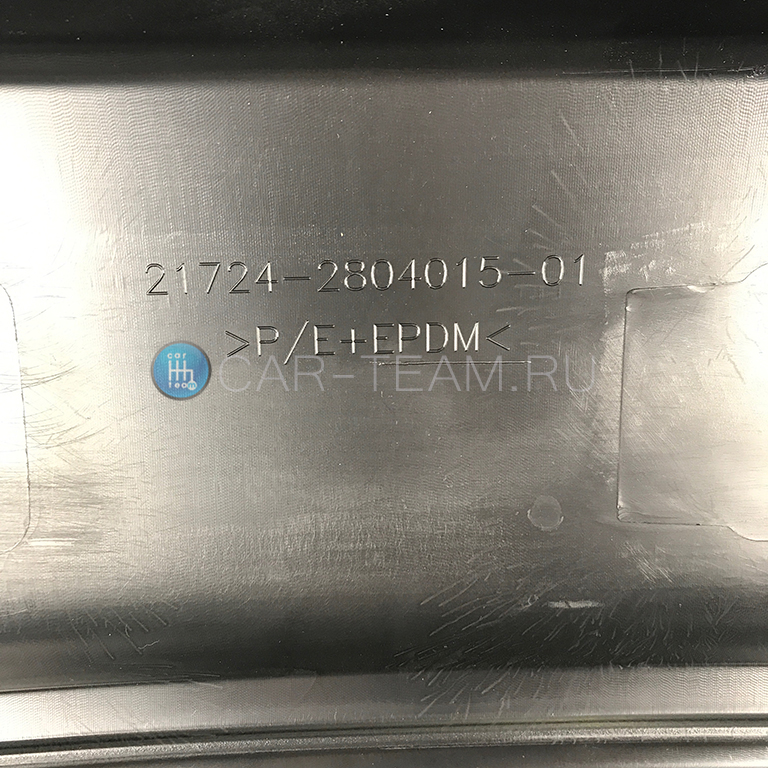 21724-2804015-01
>P/E+EPDM<
car
team
CAR-TEAM.RU